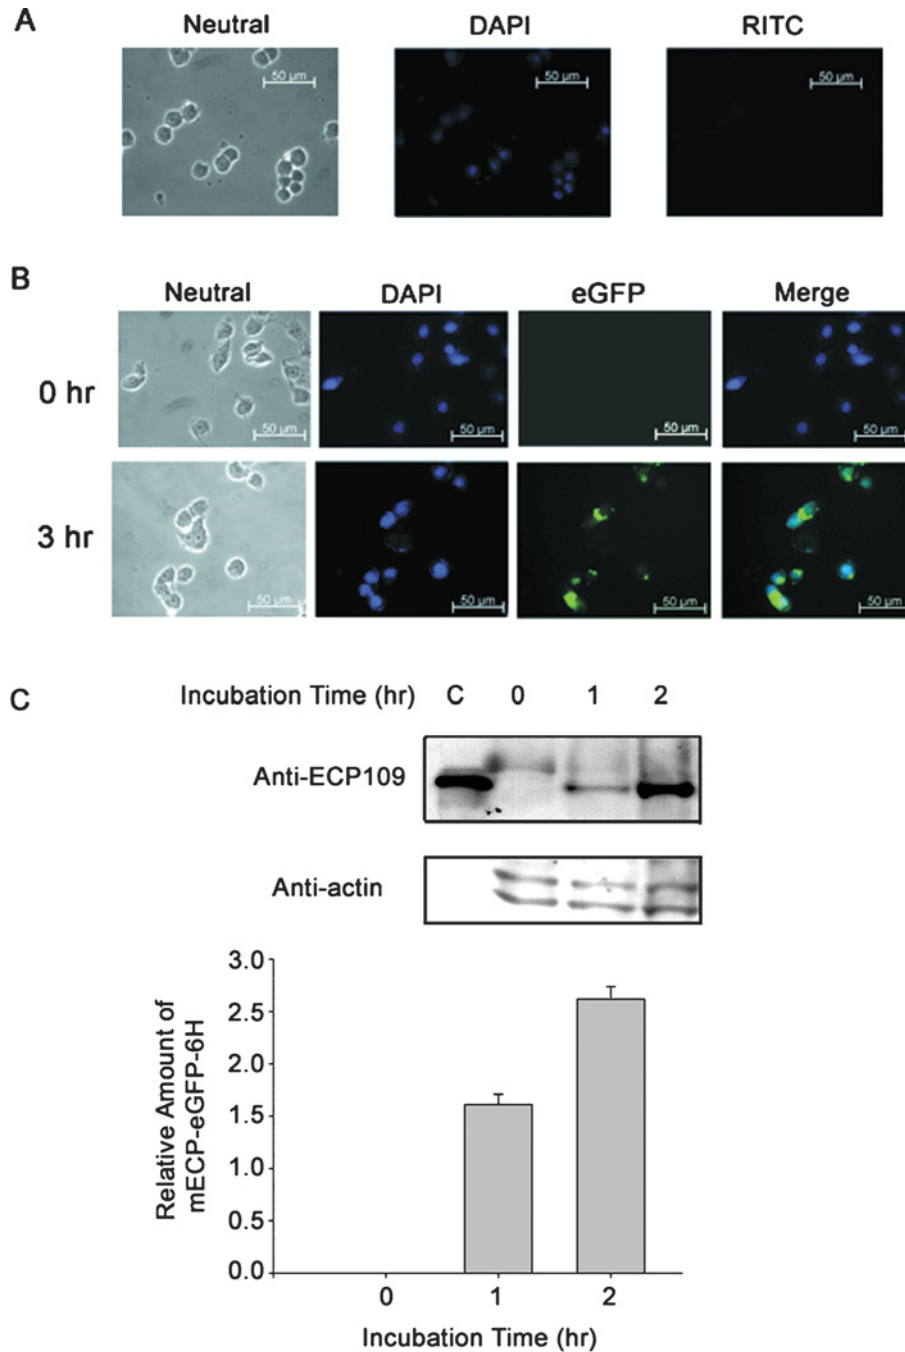 A
Neutral DAPI RITC
50 µm 50 µm 50 µm
B
Neutral DAPI eGFP Merge
0 hr
50 µm 50 µm 50 µm 50 µm
3 hr
50 µm 50 µm 50 µm 50 µm
C
Incubation Time (hr) C 0 1 2
Anti-ECP109
Anti-actin
Relative Amount of
mECP-eGFP-6H
3.0
2.5
2.0
1.5
1.0
0.5
0.0
0 1 2
Incubation Time (hr)